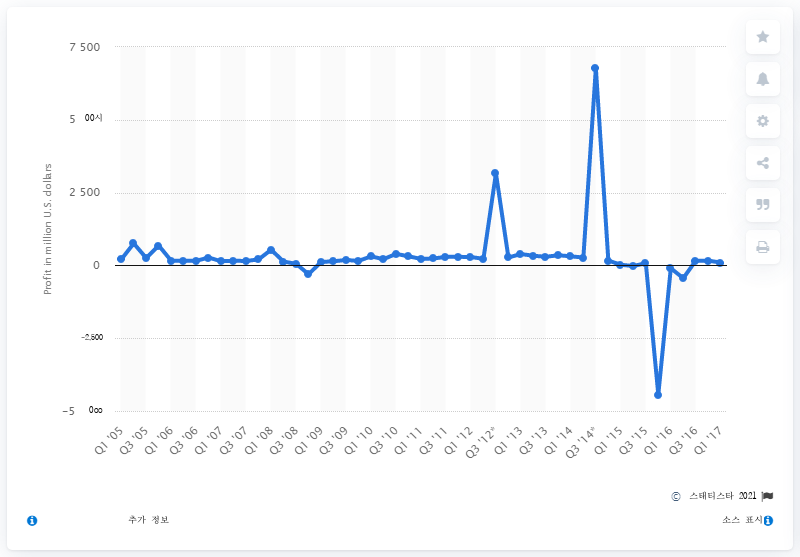 7 500
5 00시
2 500
0
-2,500
-5 0∞
Profit in million U.S. dollars
Q1 '05
Q3 '05
Q1 '06
Q3 '06
Q1 '07
Q3 '07
Q1 '08
Q3 '08
Q1 '09
Q3 '09
Q1 '10
Q3 '10
Q1 '11
Q3 '11
Q1 '12
Q3 '12*
Q1 '13
Q3 '13
Q1 '14
Q3 '14*
Q1 '15
Q3 '15
Q1 '16
Q3 '16
Q1 '17
© 스태티스타 2021
추가 정보
소스 표시